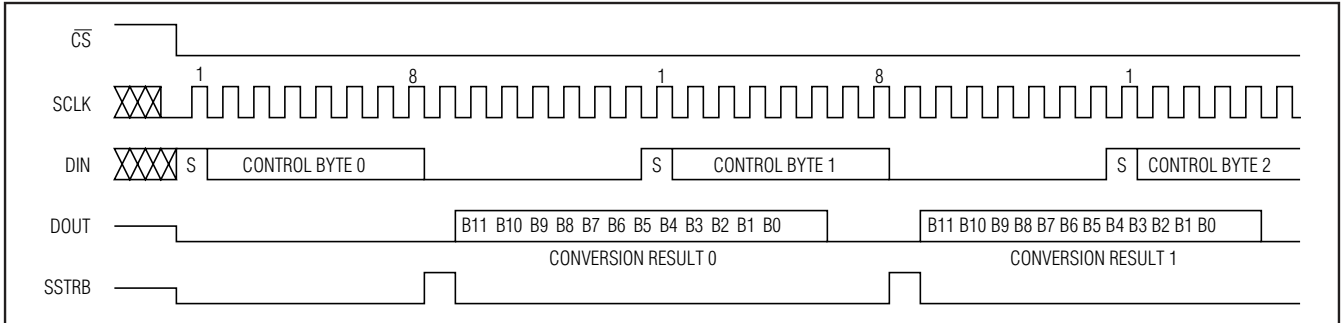 CS
1 8 1 8 1
SCLK
DIN S CONTROL BYTE 0 S CONTROL BYTE 1 S CONTROL BYTE 2
DOUT B11 B10 B9 B8 B7 B6 B5 B4 B3 B2 B1 B0 B11 B10 B9 B8 B7 B6 B5 B4 B3 B2 B1 B0
CONVERSION RESULT 0 CONVERSION RESULT 1
SSTRB